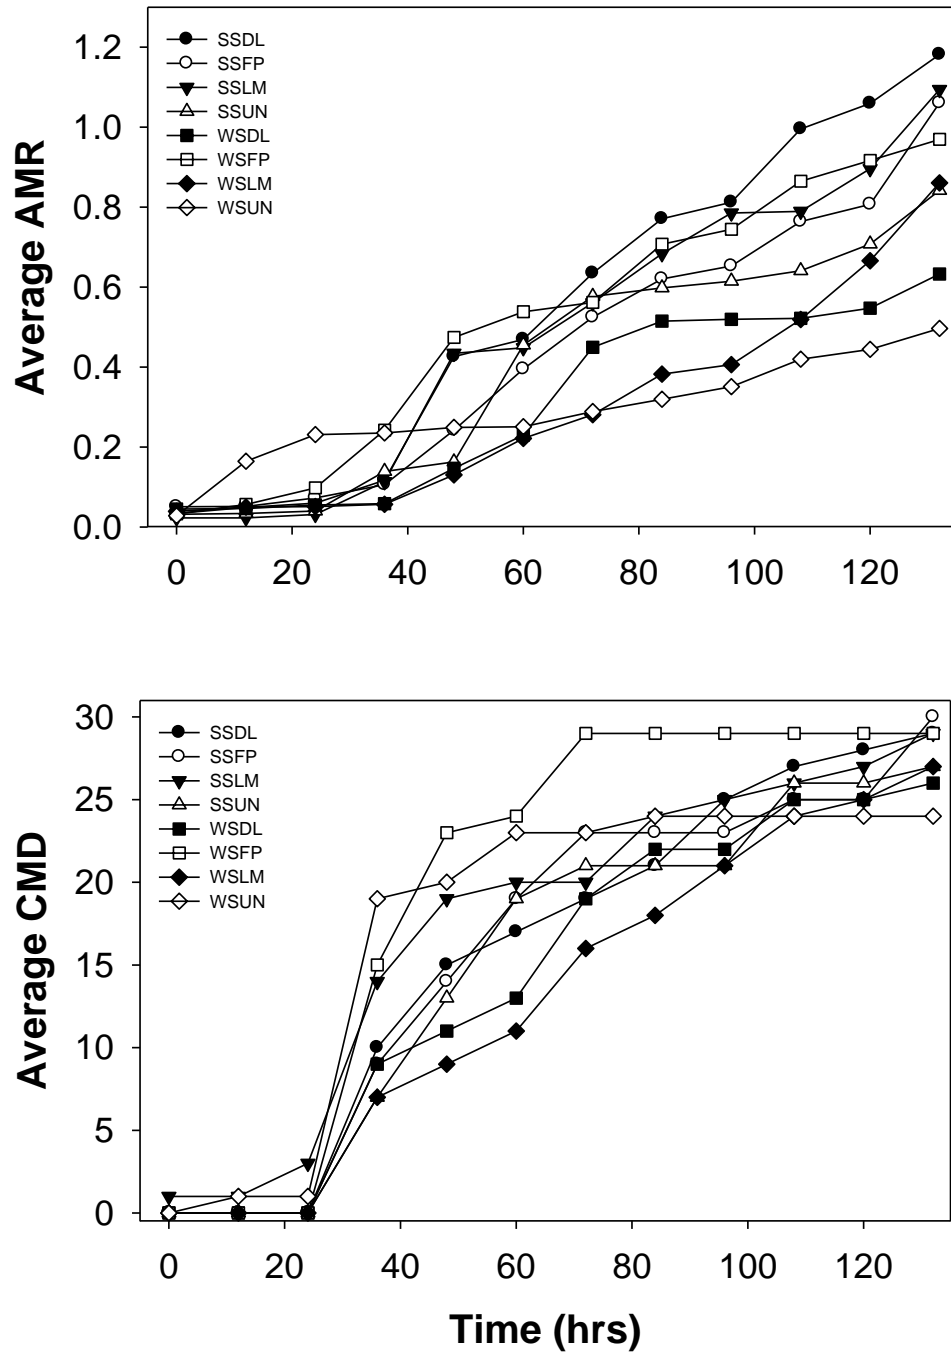 1.2
1.0
0.8
0.6
0.4
0.2
0.0
Average AMR
SSDL
SSFP
SSLM
SSUN
WSDL
WSFP
WSLM
WSUN
0 20 40 60 80 100 120
30
25
20
15
10
5
0
Average CMD
SSDL
SSFP
SSLM
SSUN
WSDL
WSFP
WSLM
WSUN
0 20 40 60 80 100 120
Time (hrs)